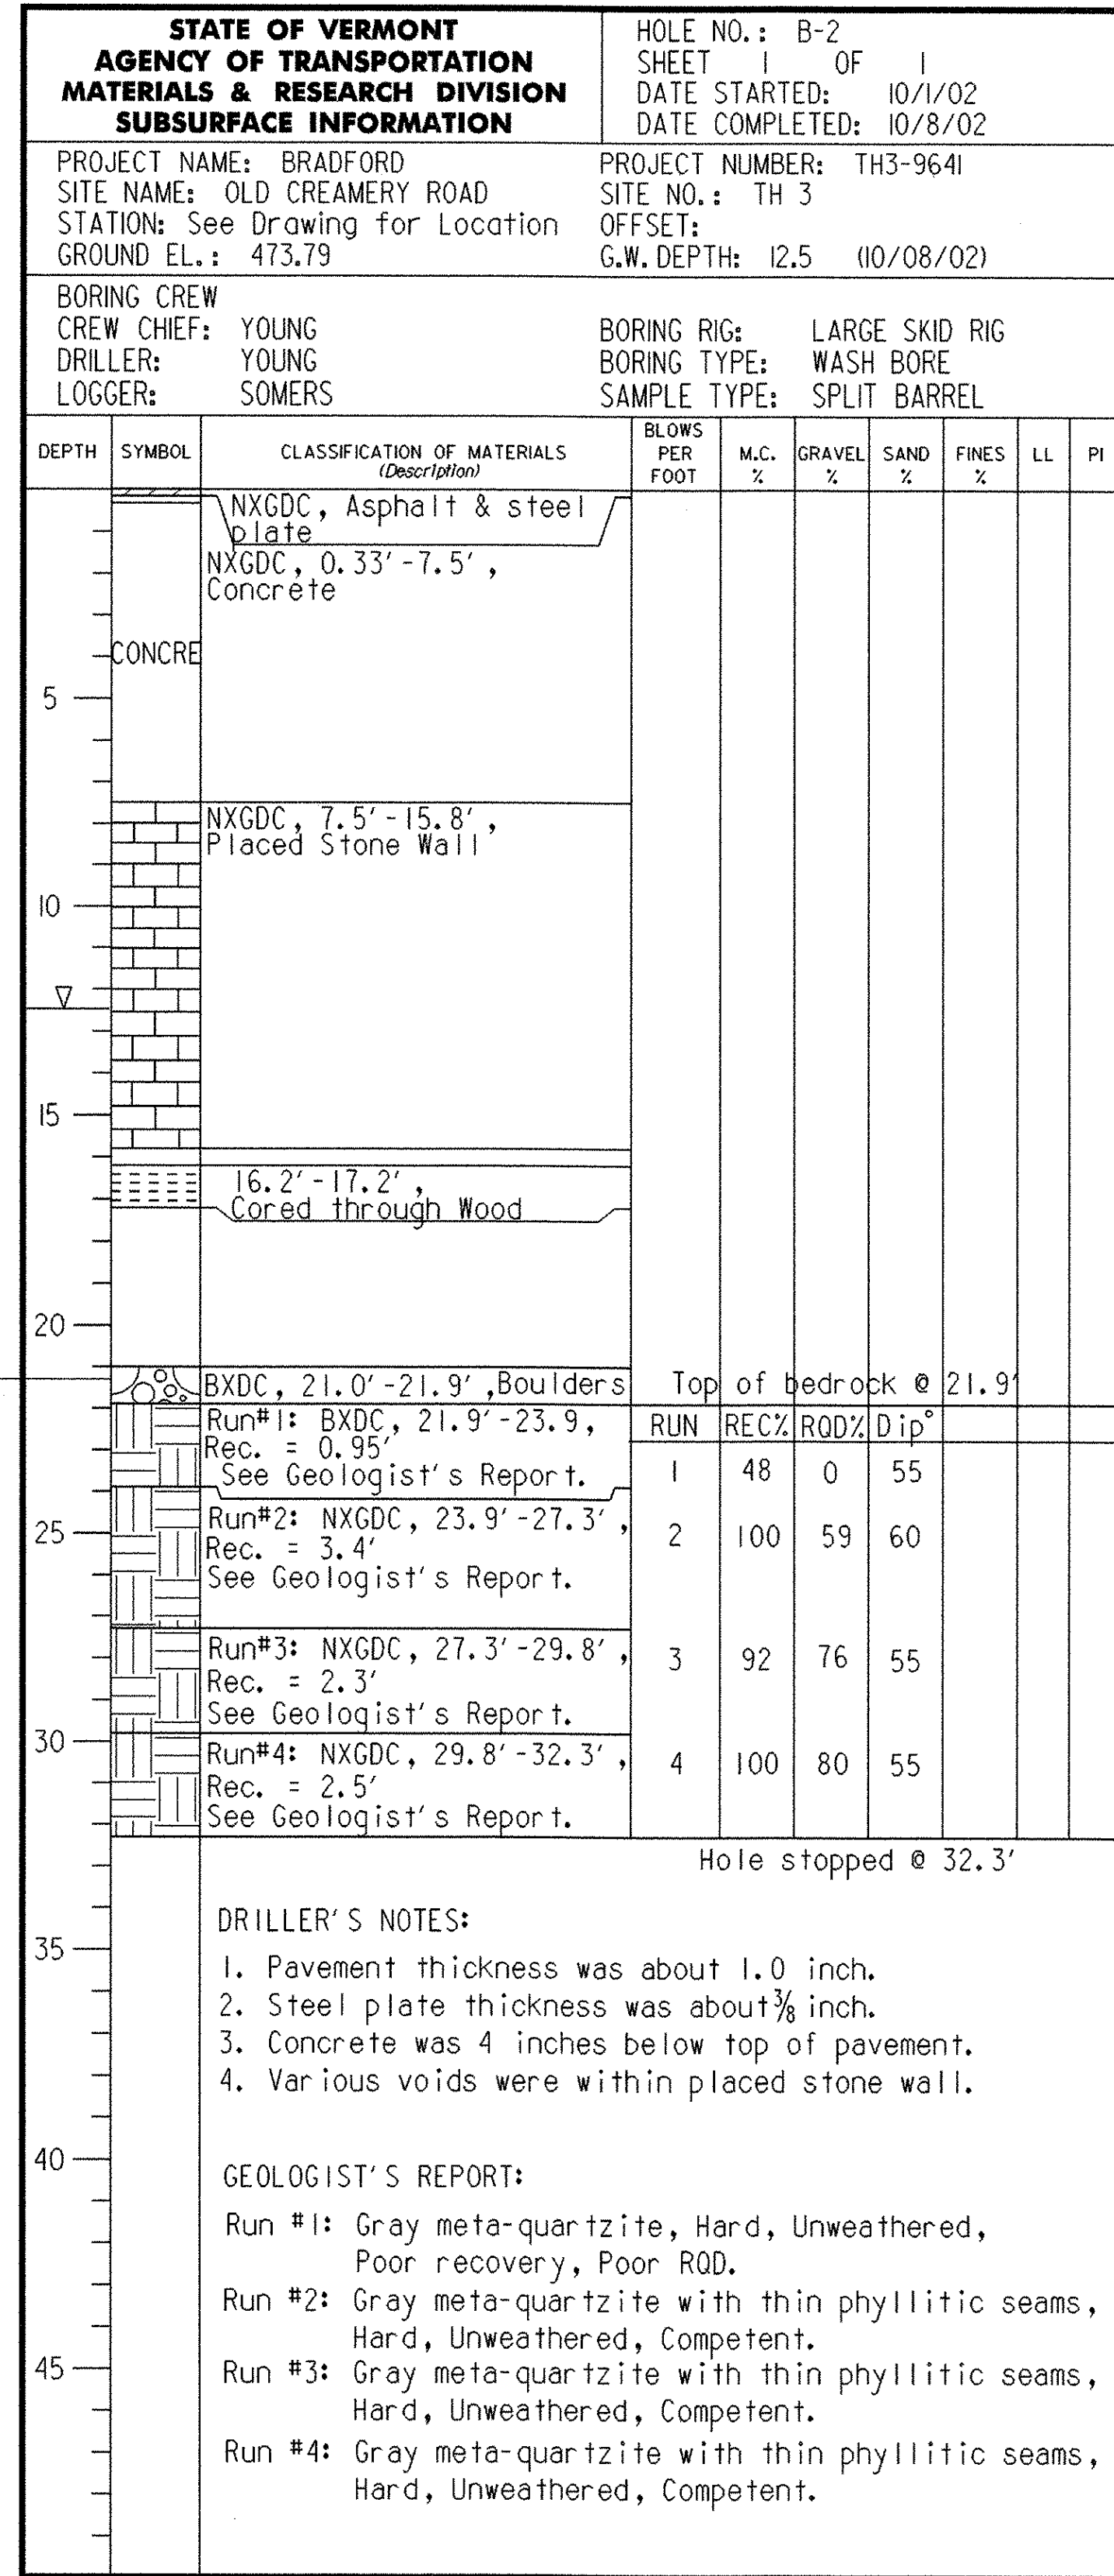 STATE OF VERMONT
AGENCY OF TRANSPORTATION
MATERIALS & RESEARCH DIVISION
SUBSURFACE INFORMATION
HOLE NO.: B-2
SHEET 1 OF 1
DATE STARTED: 10/1/02
DATE COMPLETED: 10/8/02
PROJECT NAME: BRADFORD
SITE NAME: OLD CREAMERY ROAD
STATION: See Drawing for Location
GROUND EL.: 473.79
PROJECT NUMBER: TH3-9641
SITE NO.: TH 3
OFFSET:
G.W. DEPTH: 12.5 (10/08/02)
BORING CREW
CREW CHIEF: YOUNG
DRILLER: YOUNG
LOGGER: SOMERS
BORING RIG: LARGE SKID RIG
BORING TYPE: WASH BORE
SAMPLE TYPE: SPLIT BARREL
DEPTH
SYMBOL
CLASSIFICATION OF MATERIALS
(Description)
BLOWS
PER
FOOT
M.C.
%
GRAVEL
%
SAND
%
FINES
%
LL
PI
NXGDC, Asphalt & steel
plate
NXGDC, 0.33'-7.5',
Concrete
CONCRE
5
NXGDC, 7.5'-15.8',
Placed Stone Wall
10
15
16.2'-17.2',
Cored through Wood
20
BXDC, 21.0'-21.9',Boulders
Top of bedrock @ 21.9'
Run#1: BXDC, 21.9'-23.9,
Rec. = 0.95'
See Geologist's Report.
RUN REC% RQD% Dip°
1 48 0 55
25
Run#2: NXGDC, 23.9'-27.3',
Rec. = 3.4'
See Geologist's Report.
2 100 59 60
Run#3: NXGDC, 27.3'-29.8',
Rec. = 2.3'
See Geologist's Report.
3 92 76 55
30
Run#4: NXGDC, 29.8'-32.3',
Rec. = 2.5'
See Geologist's Report.
4 100 80 55
Hole stopped @ 32.3'
DRILLER'S NOTES:
35
1. Pavement thickness was about 1.0 inch.
2. Steel plate thickness was about 3/8 inch.
3. Concrete was 4 inches below top of pavement.
4. Various voids were within placed stone wall.
40
GEOLOGIST'S REPORT:
Run #1: Gray meta-quartzite, Hard, Unweathered,
Poor recovery, Poor RQD.
Run #2: Gray meta-quartzite with thin phyllitic seams,
Hard, Unweathered, Competent.
45
Run #3: Gray meta-quartzite with thin phyllitic seams,
Hard, Unweathered, Competent.
Run #4: Gray meta-quartzite with thin phyllitic seams,
Hard, Unweathered, Competent.